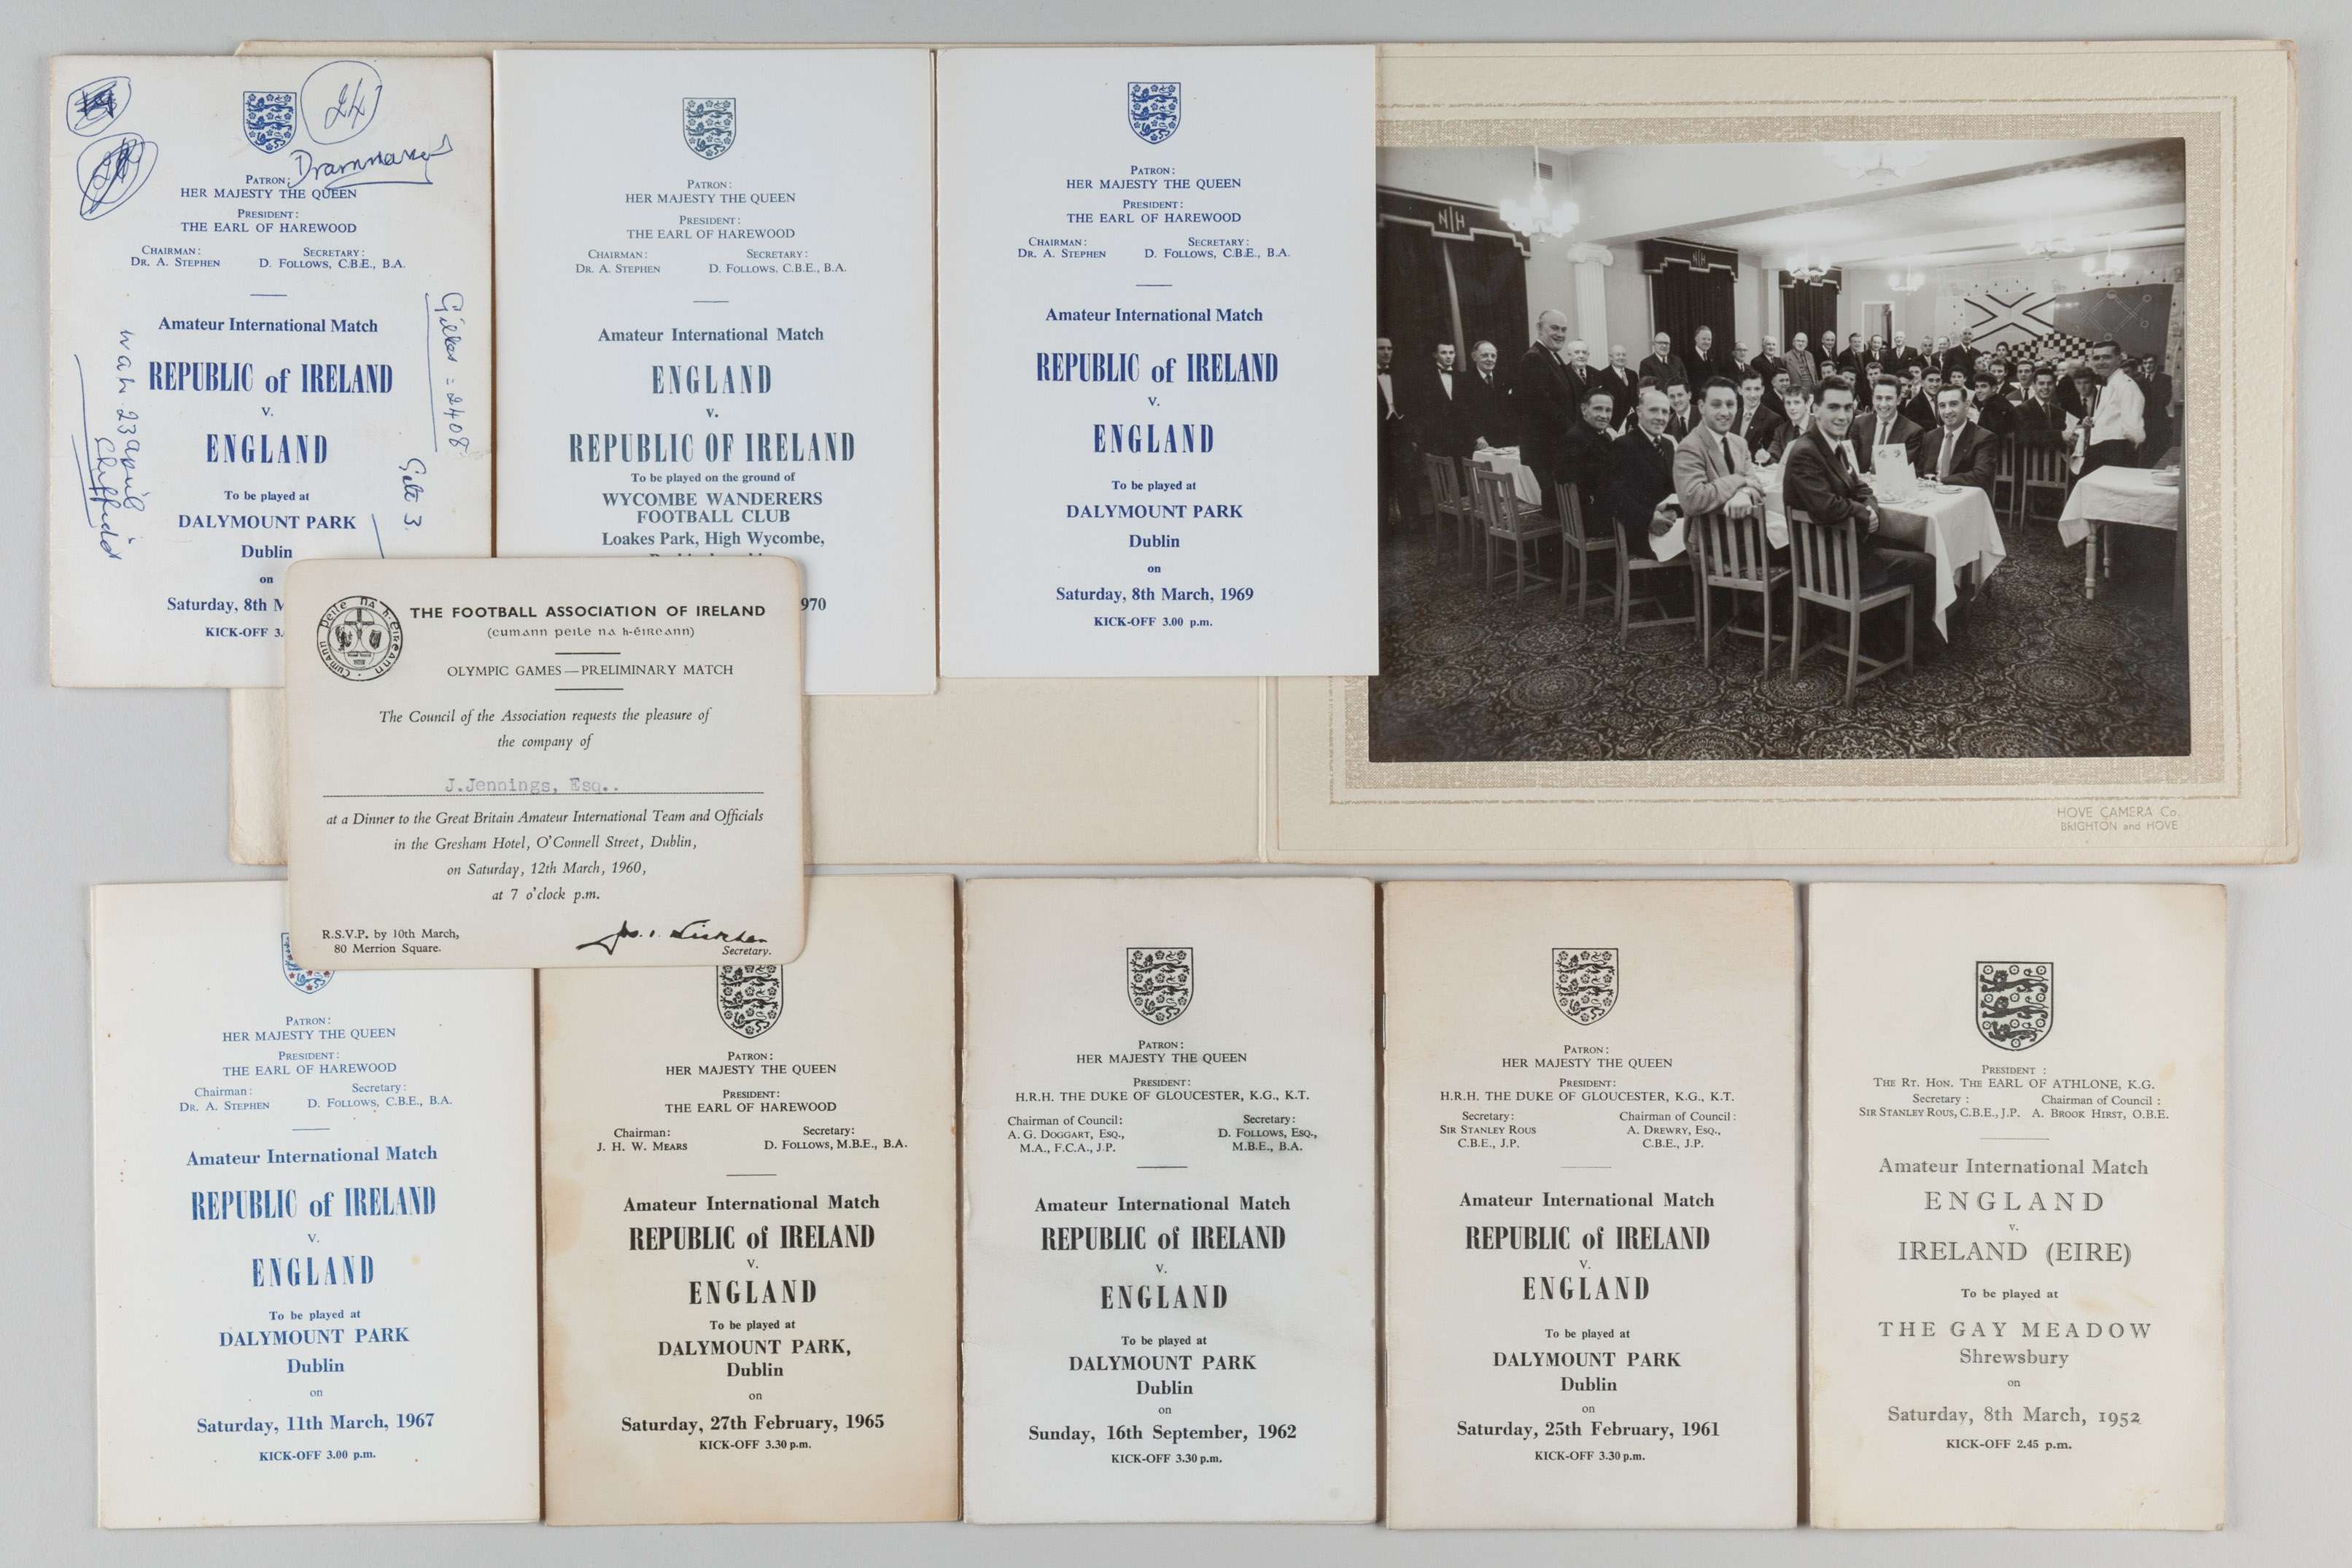 24
Drammary
PATRON:
HER MAJESTY THE QUEEN
PRESIDENT:
THE EARL OF HAREWOOD
CHAIRMAN: SECRETARY:
DR. A. STEPHEN D. FOLLOWS, C.B.E., B.A.
Amateur International Match
REPUBLIC of IRELAND
V.
ENGLAND
To be played at
DALYMOUNT PARK
Dublin
on
Saturday, 8th M
KICK-OFF 3.
23 april
Sheffield
Gilles = 2408
Gate 3
PATRON:
HER MAJESTY THE QUEEN
PRESIDENT:
THE EARL OF HAREWOOD
CHAIRMAN: SECRETARY:
DR. A. STEPHEN D. FOLLOWS, C.B.E., B.A.
Amateur International Match
ENGLAND
v.
REPUBLIC OF IRELAND
To be played on the ground of
WYCOMBE WANDERERS
FOOTBALL CLUB
Loakes Park, High Wycombe,
970
PATRON:
HER MAJESTY THE QUEEN
PRESIDENT:
THE EARL OF HAREWOOD
CHAIRMAN: SECRETARY:
DR. A. STEPHEN D. FOLLOWS, C.B.E., B.A.
Amateur International Match
REPUBLIC of IRELAND
V.
ENGLAND
To be played at
DALYMOUNT PARK
Dublin
on
Saturday, 8th March, 1969
KICK-OFF 3.00 p.m.
N|H
N|H
HOVE CAMERA Co.
BRIGHTON and HOVE
cumann peile na h-éireann
THE FOOTBALL ASSOCIATION OF IRELAND
(cumann peile na h-éireann)
OLYMPIC GAMES—PRELIMINARY MATCH
The Council of the Association requests the pleasure of
the company of
J.Jennings, Esq..
at a Dinner to the Great Britain Amateur International Team and Officials
in the Gresham Hotel, O'Connell Street, Dublin,
on Saturday, 12th March, 1960,
at 7 o'clock p.m.
R.S.V.P. by 10th March,
80 Merrion Square.
Secretary.
PATRON:
HER MAJESTY THE QUEEN
PRESIDENT:
THE EARL OF HAREWOOD
Chairman: Secretary:
DR. A. STEPHEN D. FOLLOWS, C.B.E., B.A.
Amateur International Match
REPUBLIC of IRELAND
V.
ENGLAND
To be played at
DALYMOUNT PARK
Dublin
on
Saturday, 11th March, 1967
KICK-OFF 3.00 p.m.
PATRON:
HER MAJESTY THE QUEEN
PRESIDENT:
THE EARL OF HAREWOOD
Chairman: Secretary:
J. H. W. MEARS D. FOLLOWS, M.B.E., B.A.
Amateur International Match
REPUBLIC of IRELAND
V.
ENGLAND
To be played at
DALYMOUNT PARK,
Dublin
on
Saturday, 27th February, 1965
KICK-OFF 3.30 p.m.
PATRON:
HER MAJESTY THE QUEEN
PRESIDENT:
H.R.H. THE DUKE OF GLOUCESTER, K.G., K.T.
Chairman of Council: Secretary:
A. G. DOGGART, ESQ., D. FOLLOWS, ESQ.,
M.A., F.C.A., J.P. M.B.E., B.A.
Amateur International Match
REPUBLIC of IRELAND
V.
ENGLAND
To be played at
DALYMOUNT PARK
Dublin
on
Sunday, 16th September, 1962
KICK-OFF 3.30 p.m.
PATRON:
HER MAJESTY THE QUEEN
PRESIDENT:
H.R.H. THE DUKE OF GLOUCESTER, K.G., K.T.
Secretary: Chairman of Council:
SIR STANLEY ROUS A. DREWRY, ESQ.,
C.B.E., J.P. C.B.E., J.P.
Amateur International Match
REPUBLIC of IRELAND
V.
ENGLAND
To be played at
DALYMOUNT PARK
Dublin
on
Saturday, 25th February, 1961
KICK-OFF 3.30 p.m.
PRESIDENT :
THE RT. HON. THE EARL OF ATHLONE, K.G.
Secretary : Chairman of Council :
SIR STANLEY ROUS, C.B.E., J.P. A. BROOK HIRST, O.B.E.
Amateur International Match
ENGLAND
v.
IRELAND (EIRE)
To be played at
THE GAY MEADOW
Shrewsbury
on
Saturday, 8th March, 1952
KICK-OFF 2.45 p.m.